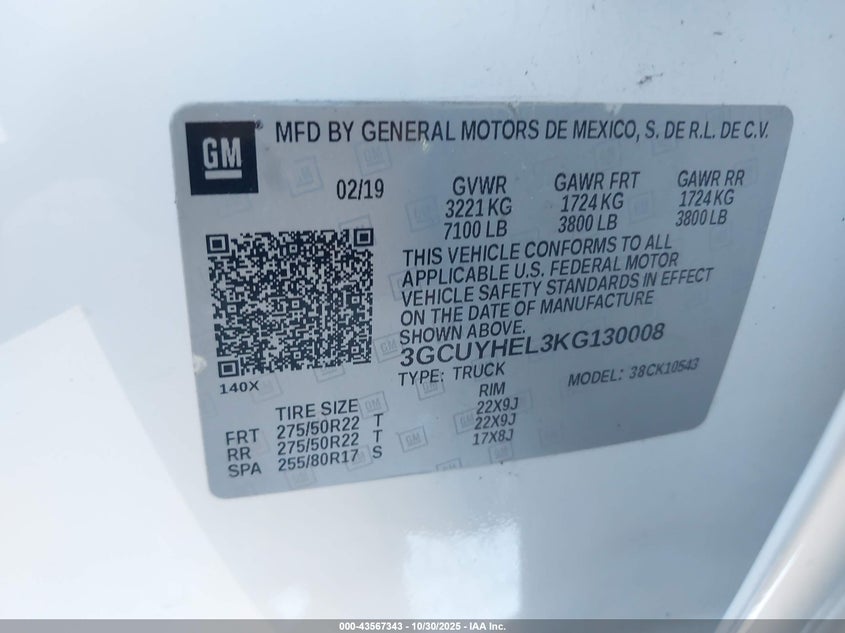 GM
®
MFD BY GENERAL MOTORS DE MEXICO, S. DE R.L. DE C.V.
02/19
GVWR GAWR FRT GAWR RR
3221 KG 1724 KG 1724 KG
7100 LB 3800 LB 3800 LB
THIS VEHICLE CONFORMS TO ALL
APPLICABLE U.S. FEDERAL MOTOR
VEHICLE SAFETY STANDARDS IN EFFECT
ON THE DATE OF MANUFACTURE
SHOWN ABOVE.
3GCUYHEL3KG130008
TYPE: TRUCK MODEL: 38CK10543
140X
TIRE SIZE RIM
FRT 275/50R22 T 22X9J
RR 275/50R22 T 22X9J
SPA 255/80R17 S 17X8J
000-43567343 | 10/30/2025 - IAA Inc.